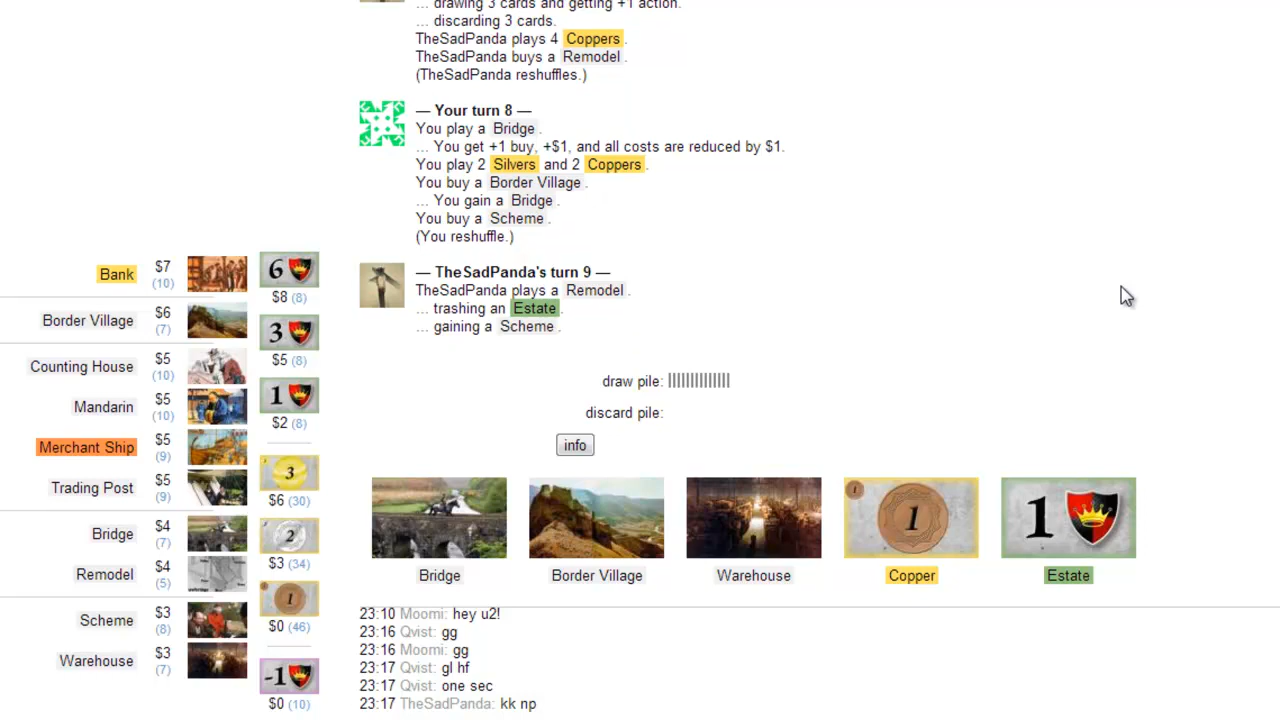 ... drawing 3 cards and getting +1 action.
... discarding 3 cards.
TheSadPanda plays 4 Coppers.
TheSadPanda buys a Remodel.
(TheSadPanda reshuffles.)
— Your turn 8 —
You play a Bridge.
... You get +1 buy, +$1, and all costs are reduced by $1.
You play 2 Silvers and 2 Coppers.
You buy a Border Village.
... You gain a Bridge.
You buy a Scheme.
(You reshuffle.)
— TheSadPanda's turn 9 —
TheSadPanda plays a Remodel.
... trashing an Estate.
... gaining a Scheme.
draw pile:
discard pile:
info
Bridge Border Village Warehouse Copper Estate
1 1 1
23:10 Moomi: hey u2!
23:16 Qvist: gg
23:16 Moomi: gg
23:17 Qvist: gl hf
23:17 Qvist: one sec
23:17 TheSadPanda: kk np
Bank $7 (10)
Border Village $6 (7)
Counting House $5 (10)
Mandarin $5 (10)
Merchant Ship $5 (9)
Trading Post $5 (9)
Bridge $4 (7)
Remodel $4 (5)
Scheme $3 (8)
Warehouse $3 (7)
6
$8 (8)
3
$5 (8)
1
$2 (8)
3
$6 (30)
2
$3 (34)
1
$0 (46)
-1
$0 (10)